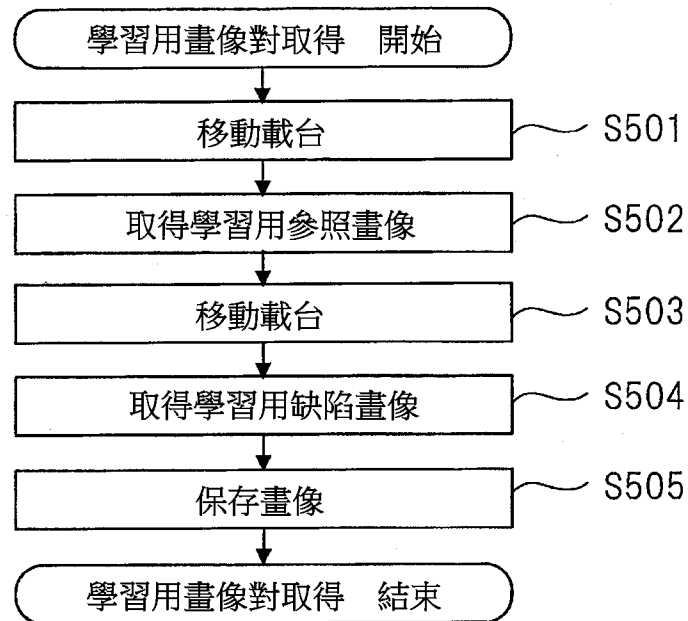 學習用畫像對取得 開始
移動載台 S501
取得學習用參照畫像 S502
移動載台 S503
取得學習用缺陷畫像 S504
保存畫像 S505
學習用畫像對取得 結束